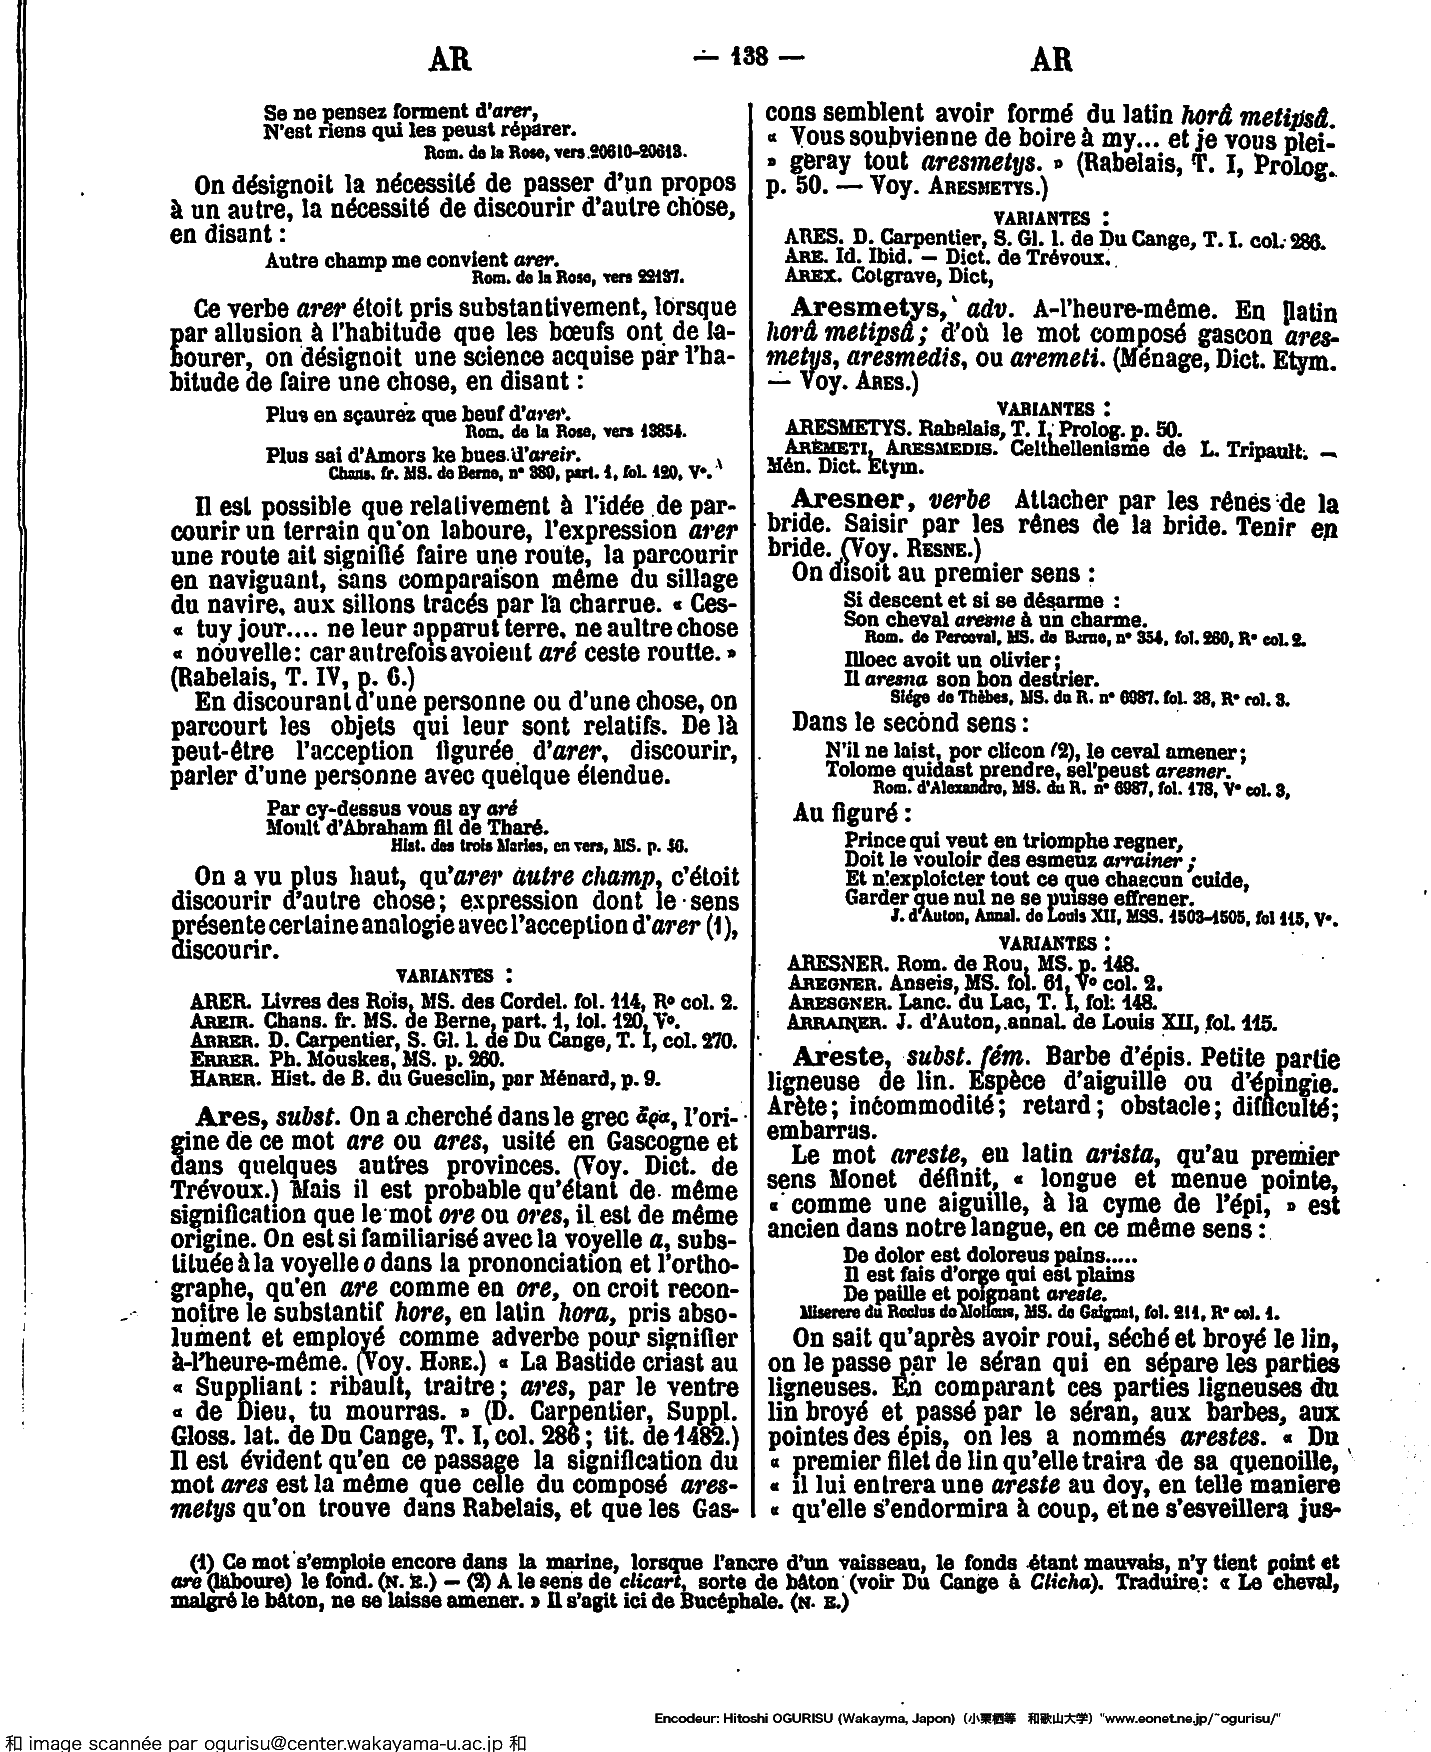 AR — 138 — AR
Se ne pensez forment d'arer,
N'est riens qui les peust réparer.
Rom. de la Rose, vers 20610-20613.
On désignoit la nécessité de passer d'un propos
à un autre, la nécessité de discourir d'autre chose,
en disant :
Autre champ me convient arer.
Rom. de la Rose, vers 22137.
Ce verbe arer étoit pris substantivement, lorsque
par allusion à l'habitude que les bœufs ont de la-
bourer, on désignoit une science acquise par l'ha-
bitude de faire une chose, en disant :
Plus en sçaurez que beuf d'arer.
Rom. de la Rose, vers 13854.
Plus sai d'Amors ke bues d'areir.
Chans. fr. MS. de Berne, n° 389, part. 1, fol. 120, V°.
Il est possible que relativement à l'idée de par-
courir un terrain qu'on laboure, l'expression arer
une route ait signifié faire une route, la parcourir
en naviguant, sans comparaison même du sillage
du navire, aux sillons tracés par la charrue. « Ces-
« tuy jour.... ne leur apparut terre, ne aultre chose
« nouvelle : car autrefois avoient aré ceste routte. »
(Rabelais, T. IV, p. 6.)
En discourant d'une personne ou d'une chose, on
parcourt les objets qui leur sont relatifs. De là
peut-être l'acception figurée d'arer, discourir,
parler d'une personne avec quelque étendue.
Par cy-dessus vous ay aré
Moult d'Abraham fil de Tharé.
Hist. des trois Maries, en vers, MS. p. 10.
On a vu plus haut, qu'arer autre champ, c'étoit
discourir d'autre chose ; expression dont le sens
présente certaine analogie avec l'acception d'arer (1),
discourir.
VARIANTES :
ARER. Livres des Rois, MS. des Cordel. fol. 114, R° col. 2.
AREIR. Chans. fr. MS. de Berne, part. 1, fol. 120, V°.
ARRER. D. Carpentier, S. Gl. l. de Du Cange, T. I, col. 270.
ERRER. Ph. Mouskes, MS. p. 260.
HARER. Hist. de B. du Guesclin, par Ménard, p. 9.
Ares, subst. On a cherché dans le grec ἄρα, l'ori-
gine de ce mot are ou ares, usité en Gascogne et
dans quelques autres provinces. (Voy. Dict. de
Trévoux.) Mais il est probable qu'étant de même
signification que le mot ore ou ores, il est de même
origine. On est si familiarisé avec la voyelle a, subs-
tituée à la voyelle o dans la prononciation et l'ortho-
graphe, qu'en are comme en ore, on croit recon-
noître le substantif hore, en latin hora, pris abso-
lument et employé comme adverbe pour signifier
à-l'heure-même. (Voy. HORE.) « La Bastide criast au
« Suppliant : ribault, traitre ; ares, par le ventre
« de Dieu, tu mourras. » (D. Carpentier, Suppl.
Gloss. lat. de Du Cange, T. I, col. 286 ; tit. de 1482.)
Il est évident qu'en ce passage la signification du
mot ares est la même que celle du composé ares-
metys qu'on trouve dans Rabelais, et que les Gas-
cons semblent avoir formé du latin horâ metipsâ.
« Vous soubvienne de boire à my... et je vous plei-
» geray tout aresmetys. » (Rabelais, T. I, Prolog.
p. 50. — Voy. ARESMETYS.)
VARIANTES :
ARES. D. Carpentier, S. Gl. l. de Du Cange, T. I. col. 286.
ARE. Id. Ibid. — Dict. de Trévoux.
AREX. Cotgrave, Dict,
Aresmetys, adv. A-l'heure-même. En latin
horâ metipsâ ; d'où le mot composé gascon ares-
metys, aresmedis, ou aremeti. (Ménage, Dict. Etym.
— Voy. ARES.)
VARIANTES :
ARESMETYS. Rabelais, T. I, Prolog. p. 50.
AREMETI, ARESMEDIS. Celthellenisme de L. Tripault. —
Mén. Dict. Etym.
Aresner, verbe Attacher par les rênes de la
bride. Saisir par les rênes de la bride. Tenir en
bride. (Voy. RESNE.)
On disoit au premier sens :
Si descent et si se désarme :
Son cheval aresne à un charme.
Rom. de Perceval, MS. de Berne, n° 354, fol. 260, R° col. 2.
Illoec avoit un olivier ;
Il aresna son bon destrier.
Siége de Thèbes, MS. du R. n° 6987. fol. 38, R° col. 3.
Dans le second sens :
N'il ne laist, por clicon (2), le ceval amener ;
Tolome quidast prendre, sel'peust aresner.
Rom. d'Alexandre, MS. du R. n° 6987, fol. 178, V° col. 3,
Au figuré :
Prince qui veut en triomphe regner,
Doit le vouloir des esmeuz arrainer ;
Et n'exploicter tout ce que chascun cuide,
Garder que nul ne se puisse effrener.
J. d'Auton, Annal. de Louis XII, MSS. 1503-1505, fol 115, V°.
VARIANTES :
ARESNER. Rom. de Rou, MS. p. 148.
AREGNER. Anseis, MS. fol. 61, V° col. 2.
ARESGNER. Lanc. du Lac, T. I, fol. 148.
ARRAINER. J. d'Auton, annal. de Louis XII, fol. 115.
Areste, subst. fém. Barbe d'épis. Petite partie
ligneuse de lin. Espèce d'aiguille ou d'épingle.
Arète ; incommodité ; retard ; obstacle ; difficulté ;
embarras.
Le mot areste, en latin arista, qu'au premier
sens Monet définit, « longue et menue pointe,
« comme une aiguille, à la cyme de l'épi, » est
ancien dans notre langue, en ce même sens :
De dolor est doloreus pains.....
Il est fais d'orge qui est plains
De paille et poignant areste.
Miserere du Reclus de Moliens, MS. de Gaignat, fol. 211, R° col. 1.
On sait qu'après avoir roui, séché et broyé le lin,
on le passe par le séran qui en sépare les parties
ligneuses. En comparant ces parties ligneuses du
lin broyé et passé par le séran, aux barbes, aux
pointes des épis, on les a nommés arestes. « Du
« premier filet de lin qu'elle traira de sa quenoille,
« il lui entrera une areste au doy, en telle maniere
« qu'elle s'endormira à coup, et ne s'esveillera jus-
(1) Ce mot s'emploie encore dans la marine, lorsque l'ancre d'un vaisseau, le fonds étant mauvais, n'y tient point et
are (laboure) le fond. (N. E.) — (2) A le sens de clicart, sorte de bâton (voir Du Cange à Clicha). Traduire : « Le cheval,
malgré le bâton, ne se laisse amener. » Il s'agit ici de Bucéphale. (N. E.)
Encodeur: Hitoshi OGURISU (Wakayma, Japon)（小栗栖等　和歌山大学）"www.eonet.ne.jp/~ogurisu/"
和 image scannée par ogurisu@center.wakayama-u.ac.jp 和